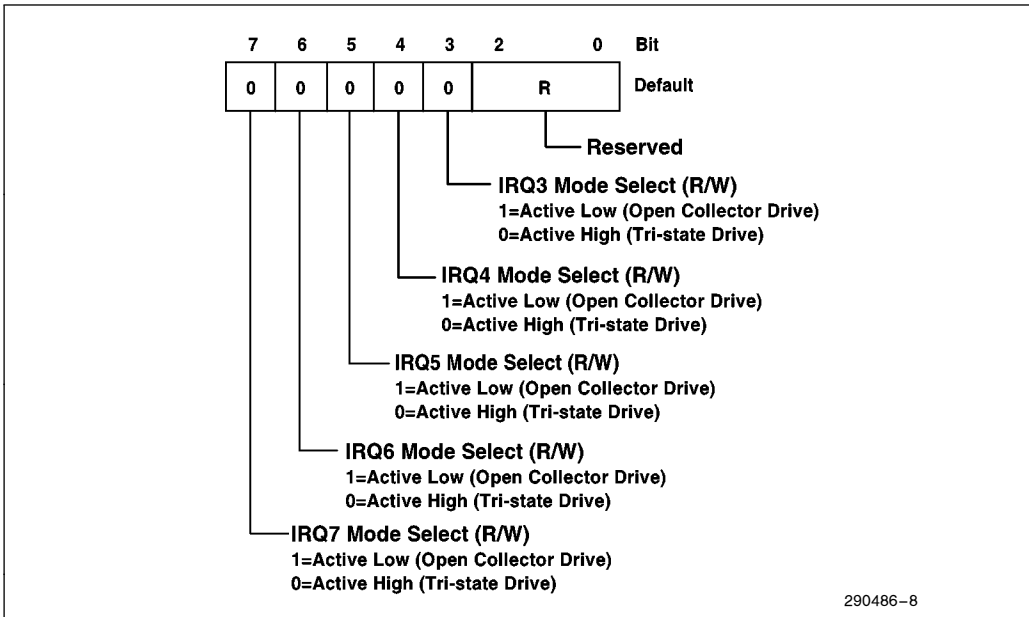 7 6 5 4 3 2 0 Bit
0 0 0 0 0 R Default
Reserved
IRQ3 Mode Select (R/W)
1=Active Low (Open Collector Drive)
0=Active High (Tri-state Drive)
IRQ4 Mode Select (R/W)
1=Active Low (Open Collector Drive)
0=Active High (Tri-state Drive)
IRQ5 Mode Select (R/W)
1=Active Low (Open Collector Drive)
0=Active High (Tri-state Drive)
IRQ6 Mode Select (R/W)
1=Active Low (Open Collector Drive)
0=Active High (Tri-state Drive)
IRQ7 Mode Select (R/W)
1=Active Low (Open Collector Drive)
0=Active High (Tri-state Drive)
290486–8